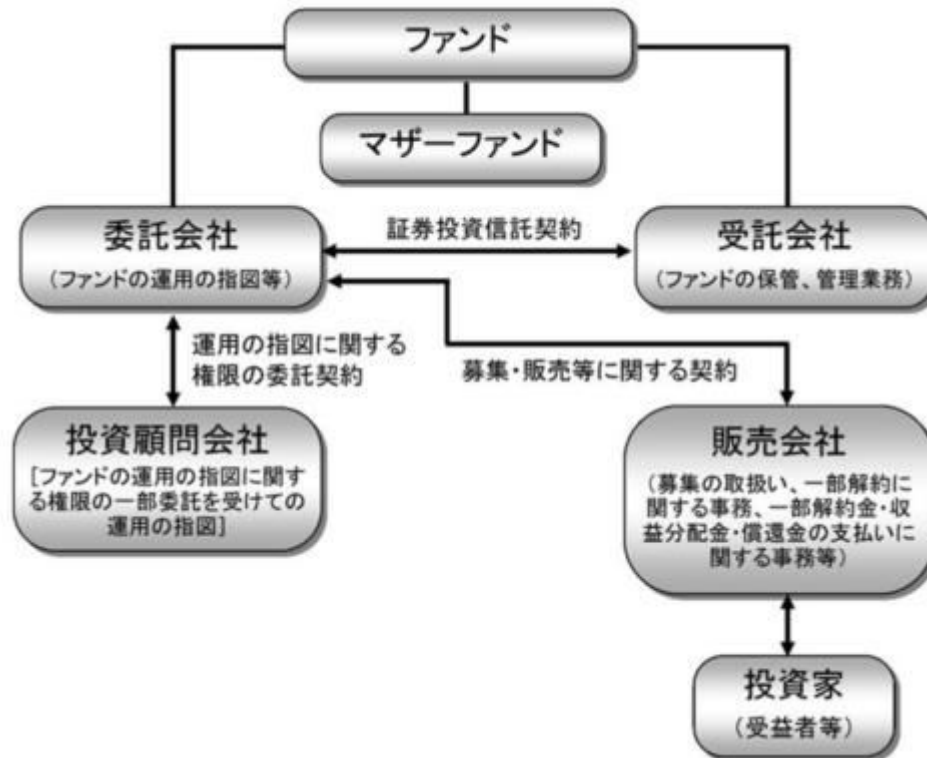 ファンド
マザーファンド
委託会社
(ファンドの運用の指図等)
証券投資信託契約
受託会社
(ファンドの保管、管理業務)
運用の指図に関する
権限の委託契約
募集・販売等に関する契約
投資顧問会社
[ファンドの運用の指図に関す
る権限の一部委託を受けての
運用の指図]
販売会社
(募集の取扱い、一部解約に
関する事務、一部解約金・収
益分配金・償還金の支払いに
関する事務等)
投資家
(受益者等)